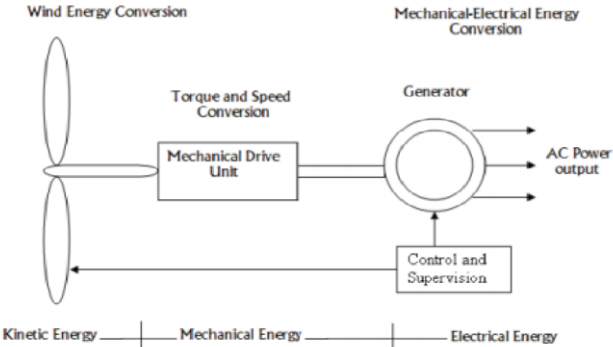 Wind Energy Conversion
Mechanical-Electrical Energy
Conversion
Torque and Speed
Conversion
Generator
Mechanical Drive
Unit
AC Power
output
Control and
Supervision
Kinetic Energy
Mechanical Energy
Electrical Energy